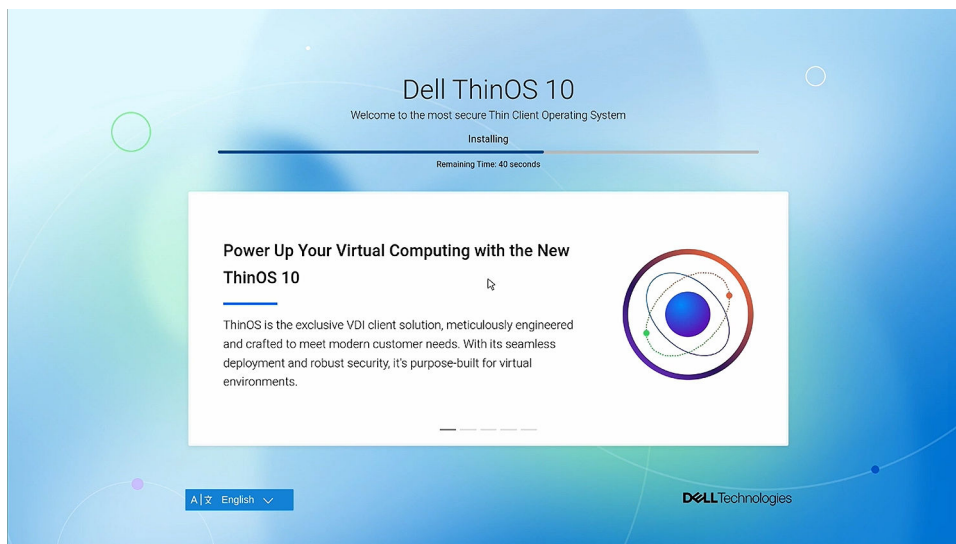 Dell ThinOS 10
Welcome to the most secure Thin Client Operating System
Installing
Remaining Time: 40 seconds
Power Up Your Virtual Computing with the New
ThinOS 10
ThinOS is the exclusive VDI client solution, meticulously engineered
and crafted to meet modern customer needs. With its seamless
deployment and robust security, it's purpose-built for virtual
environments.
A|文 English
DELLTechnologies